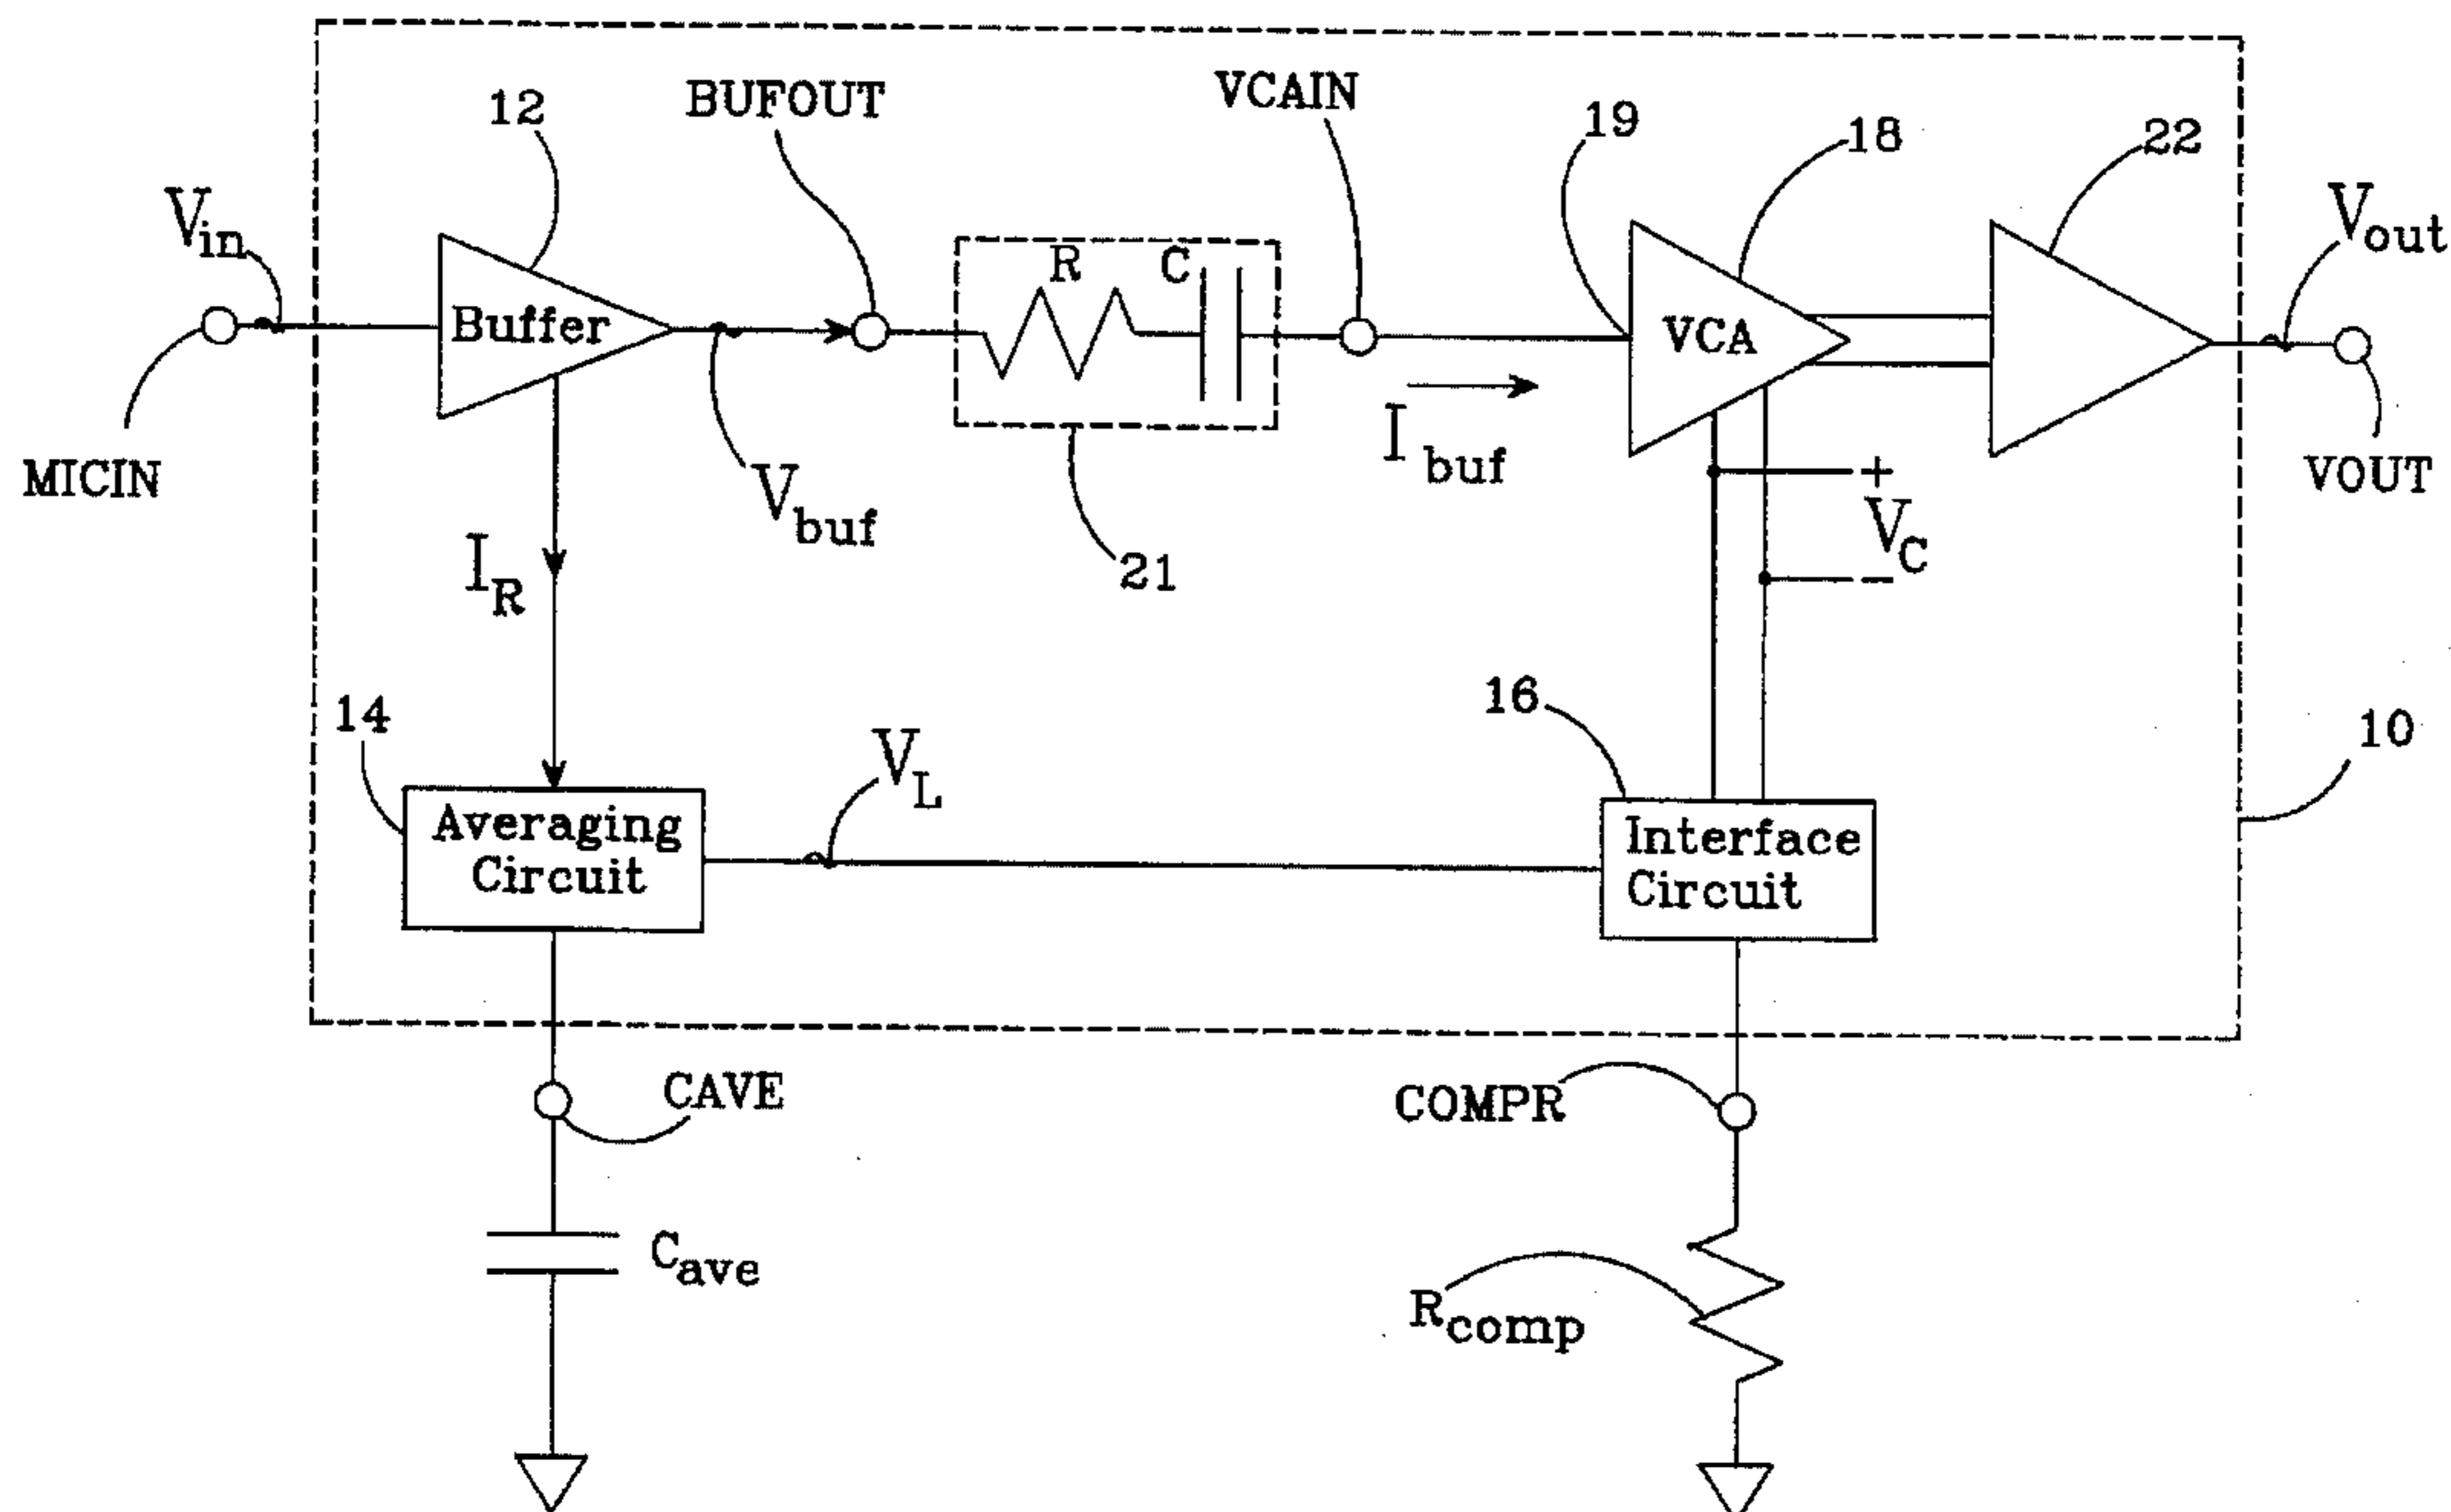 BUFOUT
VCAIN
12
19
18
22
Vin
Vout
R
C
Buffer
VCA
MICIN
Vbuf
Ibuf
+
VC
-
VOUT
IR
21
14
VL
16
10
Averaging
Circuit
Interface
Circuit
CAVE
COMPR
Cave
Rcomp